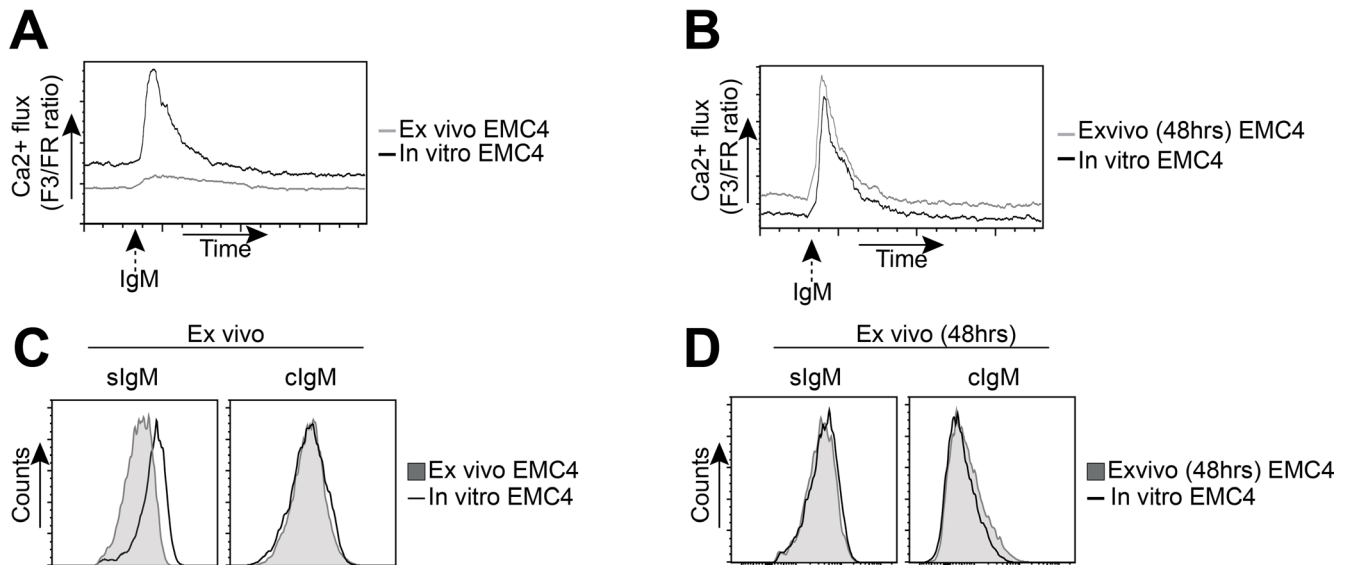 A
Ca2+ flux
(F3/FR ratio)
Ex vivo EMC4
In vitro EMC4
Time
IgM
B
Ca2+ flux
(F3/FR ratio)
Exvivo (48hrs) EMC4
In vitro EMC4
Time
IgM
C
Ex vivo
sIgM
cIgM
Counts
Ex vivo EMC4
In vitro EMC4
D
Ex vivo (48hrs)
sIgM
cIgM
Counts
Exvivo (48hrs) EMC4
In vitro EMC4